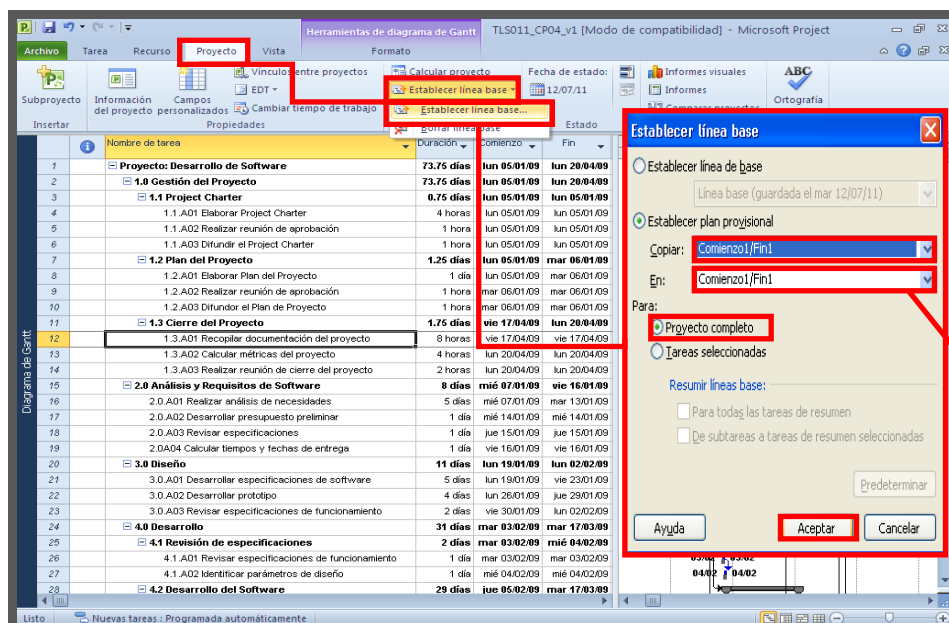 Herramientas de diagrama de Gantt
TLS011_CP04_v1 [Modo de compatibilidad] - Microsoft Project
Archivo Tarea Recurso Proyecto Vista Formato
Subproyecto
Información del proyecto
Campos personalizados
Vínculos entre proyectos
EDT
Cambiar tiempo de trabajo
Calcular proyecto
Establecer línea base
Establecer línea base...
Borrar línea base
Fecha de estado:
12/07/11
Informes visuales
Informes
Comparar proyectos
ABC
Ortografía
Insertar Propiedades Estado
Nombre de tarea Duración Comienzo Fin
1 Proyecto: Desarrollo de Software 73.75 días lun 05/01/09 lun 20/04/09
2 1.0 Gestión del Proyecto 73.75 días lun 05/01/09 lun 20/04/09
3 1.1 Project Charter 0.75 días lun 05/01/09 lun 05/01/09
4 1.1.A01 Elaborar Project Charter 4 horas lun 05/01/09 lun 05/01/09
5 1.1.A02 Realizar reunión de aprobación 1 hora lun 05/01/09 lun 05/01/09
6 1.1.A03 Difundir el Project Charter 1 hora lun 05/01/09 lun 05/01/09
7 1.2 Plan del Proyecto 1.25 días lun 05/01/09 mar 06/01/09
8 1.2.A01 Elaborar Plan del Proyecto 1 día lun 05/01/09 mar 06/01/09
9 1.2.A02 Realizar reunión de aprobación 1 hora mar 06/01/09 mar 06/01/09
10 1.2.A03 Difundor el Plan de Proyecto 1 hora mar 06/01/09 mar 06/01/09
11 1.3 Cierre del Proyecto 1.75 días vie 17/04/09 lun 20/04/09
12 1.3.A01 Recopilar documentación del proyecto 8 horas vie 17/04/09 vie 17/04/09
13 1.3.A02 Calcular métricas del proyecto 4 horas lun 20/04/09 lun 20/04/09
14 1.3.A03 Realizar reunión de cierre del proyecto 2 horas lun 20/04/09 lun 20/04/09
15 2.0 Análisis y Requisitos de Software 8 días mié 07/01/09 vie 16/01/09
16 2.0.A01 Realizar análisis de necesidades 5 días mié 07/01/09 mar 13/01/09
17 2.0.A02 Desarrollar presupuesto preliminar 1 día mié 14/01/09 mié 14/01/09
18 2.0.A03 Revisar especificaciones 1 día jue 15/01/09 jue 15/01/09
19 2.0A04 Calcular tiempos y fechas de entrega 1 día vie 16/01/09 vie 16/01/09
20 3.0 Diseño 11 días lun 19/01/09 lun 02/02/09
21 3.0.A01 Desarrollar especificaciones de software 5 días lun 19/01/09 vie 23/01/09
22 3.0.A02 Desarrollar prototipo 4 días lun 26/01/09 jue 29/01/09
23 3.0.A03 Revisar especificaciones de funcionamiento 2 días vie 30/01/09 lun 02/02/09
24 4.0 Desarrollo 31 días mar 03/02/09 mar 17/03/09
25 4.1 Revisión de especificaciones 2 días mar 03/02/09 mié 04/02/09
26 4.1.A01 Revisar especificaciones de funcionamiento 1 día mar 03/02/09 mar 03/02/09
27 4.1.A02 Identificar parámetros de diseño 1 día mié 04/02/09 mié 04/02/09
28 4.2 Desarrollo del Software 29 días jue 05/02/09 mar 17/03/09
Diagrama de Gantt
Establecer línea base
Establecer línea de base
Línea base (guardada el mar 12/07/11)
Establecer plan provisional
Copiar: Comienzo1/Fin1
En: Comienzo1/Fin1
Para:
Proyecto completo
Tareas seleccionadas
Resumir líneas base:
Para todas las tareas de resumen
De subtareas a tareas de resumen seleccionadas
Predeterminar
Ayuda Aceptar Cancelar
03/02 03/02
04/02 04/02
Listo Nuevas tareas : Programada automáticamente